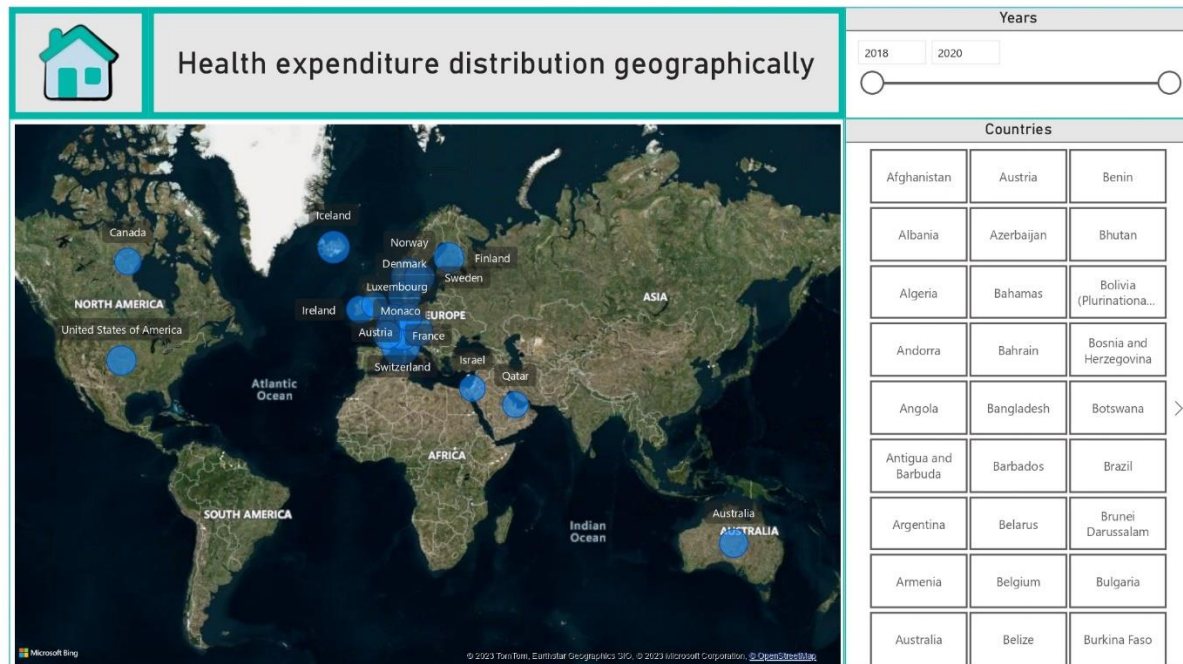 Health expenditure distribution geographically
Years
2018
2020
Countries
Afghanistan
Austria
Benin
Albania
Azerbaijan
Bhutan
Algeria
Bahamas
Bolivia
(Plurinationa...
Andorra
Bahrain
Bosnia and
Herzegovina
Angola
Bangladesh
Botswana
Antigua and
Barbuda
Barbados
Brazil
Argentina
Belarus
Brunei
Darussalam
Armenia
Belgium
Bulgaria
Australia
Belize
Burkina Faso
Iceland
Canada
Norway
Finland
Denmark
Sweden
Luxembourg
NORTH AMERICA
ASIA
Ireland
Monaco
EUROPE
United States of America
Austria
France
Switzerland
Israel
Qatar
Atlantic
Ocean
AFRICA
SOUTH AMERICA
Indian
Ocean
Australia
AUSTRALIA
Microsoft Bing
© 2023 TomTom, Earthstar Geographics SIO, © 2023 Microsoft Corporation, © OpenStreetMap